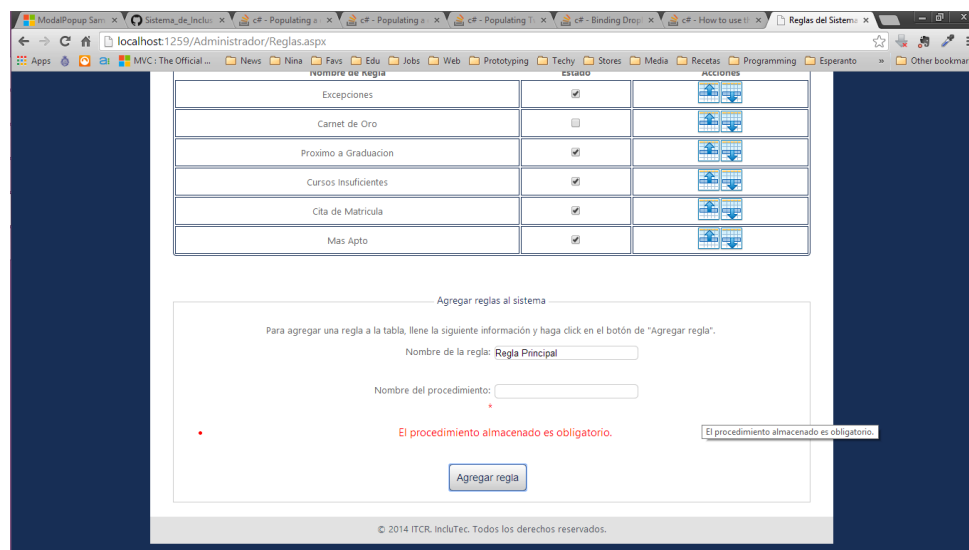 ModalPopup Sam
Sistema_de_Inclus
c# - Populating a
c# - Populating a
c# - Populating T
c# - Binding Drop
c# - How to use t
Reglas del Sistema
localhost:1259/Administrador/Reglas.aspx
Apps
MVC : The Official ...
News
Nina
Favs
Edu
Jobs
Web
Prototyping
Techy
Stores
Media
Recetas
Programming
Esperanto
»
Other bookmar
Nombre de Regla Estado Acciones
Excepciones
Carnet de Oro
Proximo a Graduacion
Cursos Insuficientes
Cita de Matricula
Mas Apto
Agregar reglas al sistema
Para agregar una regla a la tabla, llene la siguiente información y haga click en el botón de "Agregar regla".
Nombre de la regla: Regla Principal
Nombre del procedimiento:
*
• El procedimiento almacenado es obligatorio.
El procedimiento almacenado es obligatorio.
Agregar regla
© 2014 ITCR. IncluTec. Todos los derechos reservados.